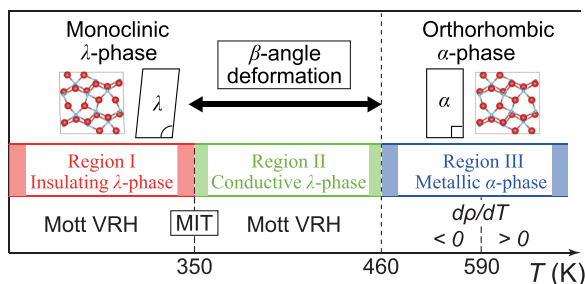 Monoclinic
λ-phase
β-angle
deformation
Orthorhombic
α-phase
λ
α
Region I
Insulating λ-phase
Region II
Conductive λ-phase
Region III
Metallic α-phase
Mott VRH
MIT
Mott VRH
dρ/dT
< 0 > 0
350
460
590
T (K)